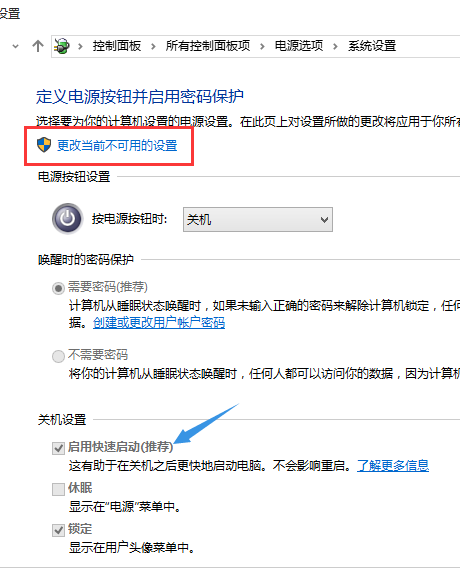 设置
控制面板 > 所有控制面板项 > 电源选项 > 系统设置
定义电源按钮并启用密码保护
选择要为你的计算机设置的电源设置。在此页上对设置所做的更改将应用于你所有
更改当前不可用的设置
电源按钮设置
按电源按钮时: 关机
唤醒时的密码保护
需要密码(推荐)
计算机从睡眠状态唤醒时，如果未输入正确的密码来解除计算机锁定，任何
据。创建或更改用户帐户密码
不需要密码
将你的计算机从睡眠状态唤醒时，任何人都可以访问你的数据，因为计算机
关机设置
启用快速启动(推荐)
这有助于在关机之后更快地启动电脑。不会影响重启。了解更多信息
休眠
显示在“电源”菜单中。
锁定
显示在用户头像菜单中。